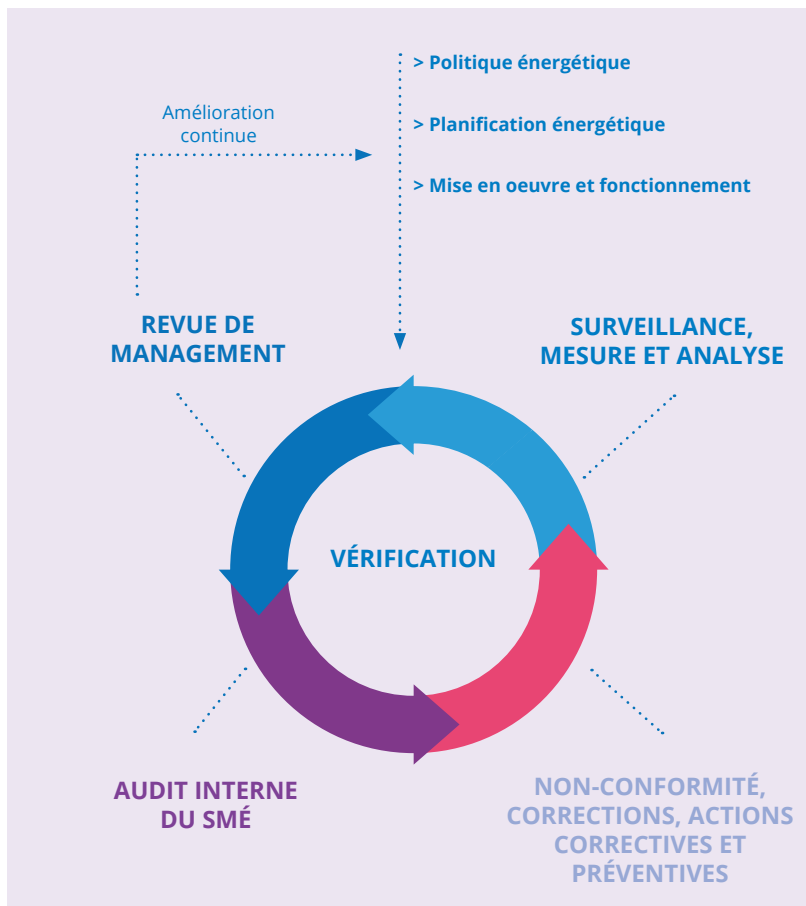 > Politique énergétique
Amélioration
continue
> Planification énergétique
> Mise en oeuvre et fonctionnement
REVUE DE
MANAGEMENT
SURVEILLANCE,
MESURE ET ANALYSE
VÉRIFICATION
AUDIT INTERNE
DU SMÉ
NON-CONFORMITÉ,
CORRECTIONS, ACTIONS
CORRECTIVES ET
PRÉVENTIVES